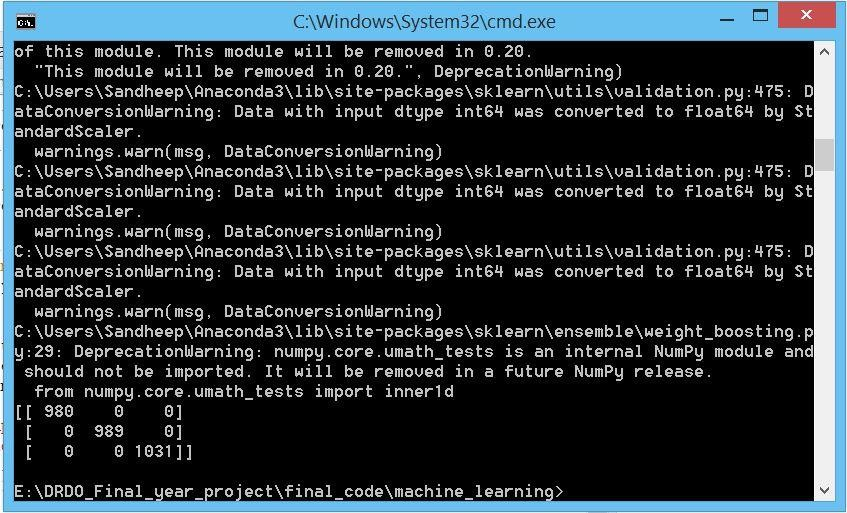 C:\Windows\System32\cmd.exe
of this module. This module will be removed in 0.20.
  "This module will be removed in 0.20.", DeprecationWarning)
C:\Users\Sandheep\Anaconda3\lib\site-packages\sklearn\utils\validation.py:475: D
ataConversionWarning: Data with input dtype int64 was converted to float64 by St
andardScaler.
  warnings.warn(msg, DataConversionWarning)
C:\Users\Sandheep\Anaconda3\lib\site-packages\sklearn\utils\validation.py:475: D
ataConversionWarning: Data with input dtype int64 was converted to float64 by St
andardScaler.
  warnings.warn(msg, DataConversionWarning)
C:\Users\Sandheep\Anaconda3\lib\site-packages\sklearn\utils\validation.py:475: D
ataConversionWarning: Data with input dtype int64 was converted to float64 by St
andardScaler.
  warnings.warn(msg, DataConversionWarning)
C:\Users\Sandheep\Anaconda3\lib\site-packages\sklearn\ensemble\weight_boosting.p
y:29: DeprecationWarning: numpy.core.umath_tests is an internal NumPy module and
 should not be imported. It will be removed in a future NumPy release.
  from numpy.core.umath_tests import inner1d
[[ 980    0    0]
 [   0  989    0]
 [   0    0 1031]]
E:\DRDO_Final_year_project\final_code\machine_learning>